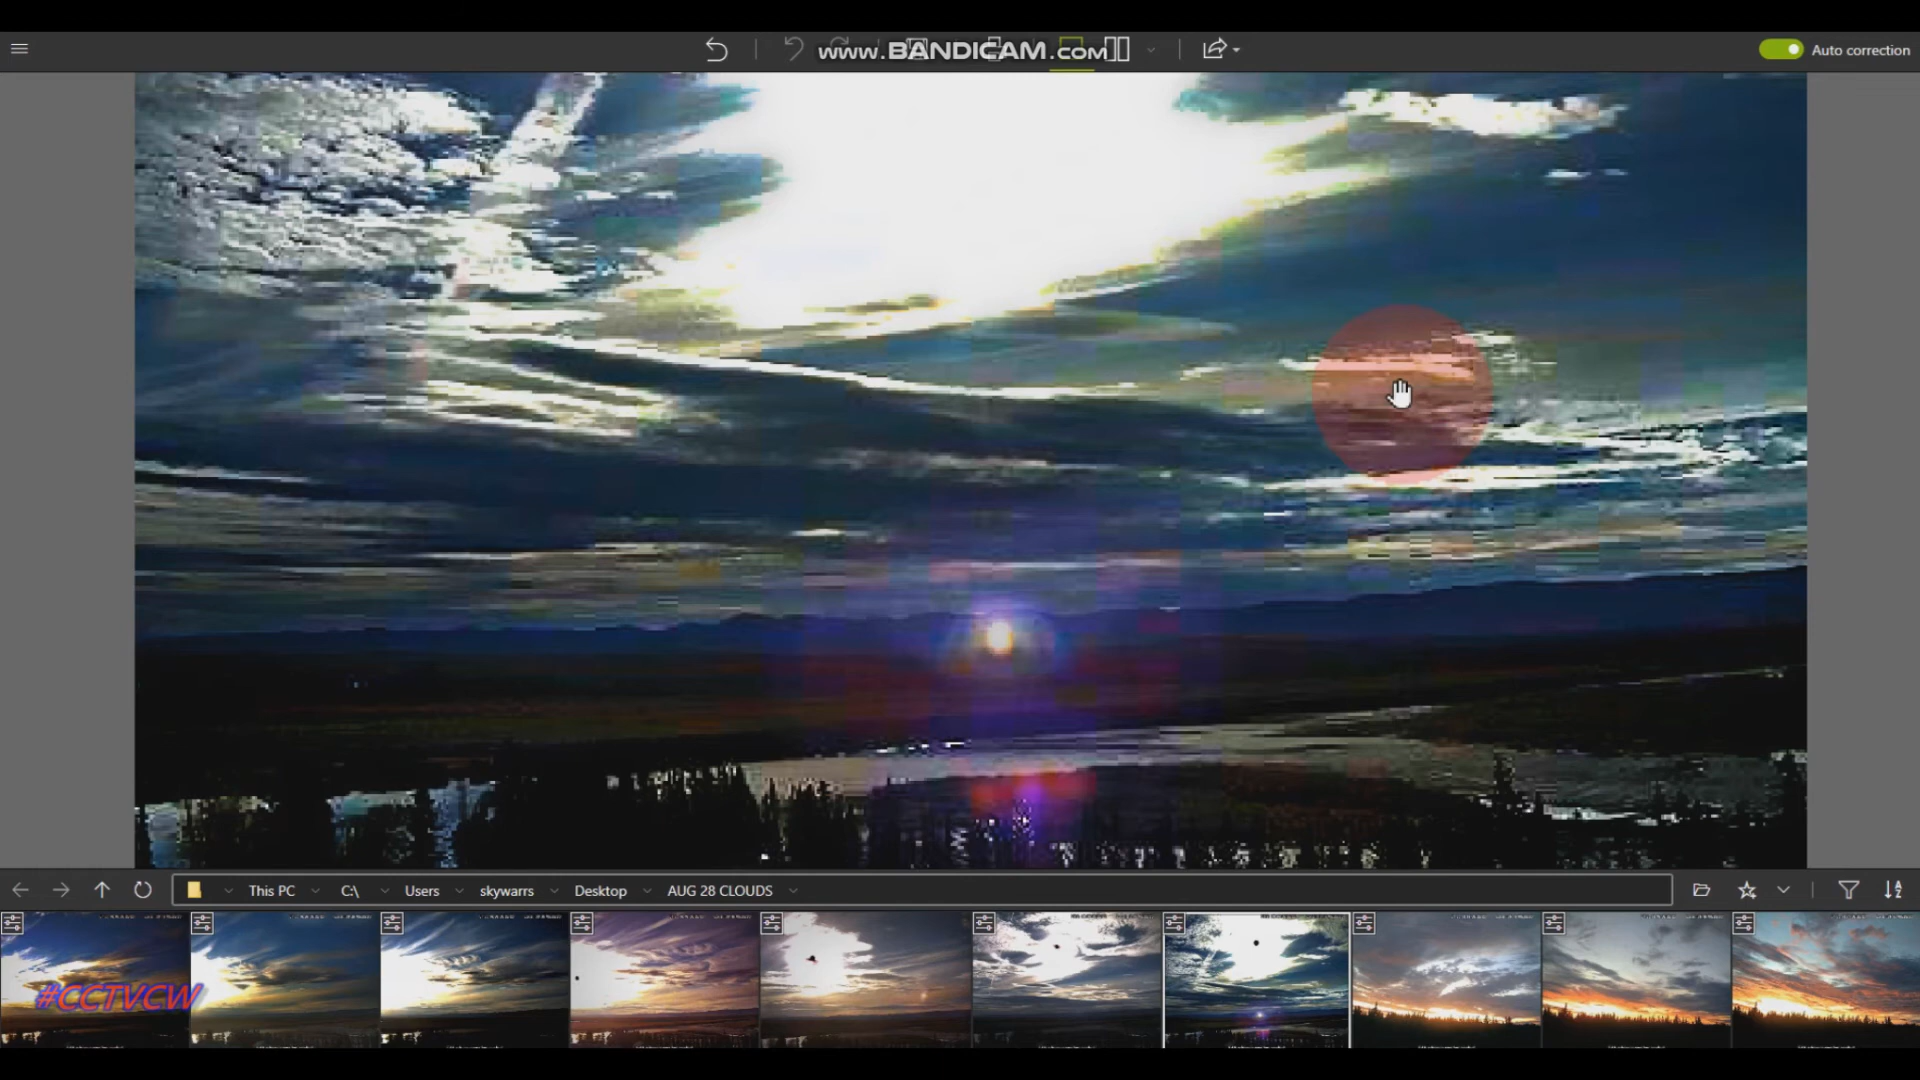 www.BANDICAM.com
Auto correction
This PC
C:\
Users
skywarrs
Desktop
AUG 28 CLOUDS
#CCTVCW